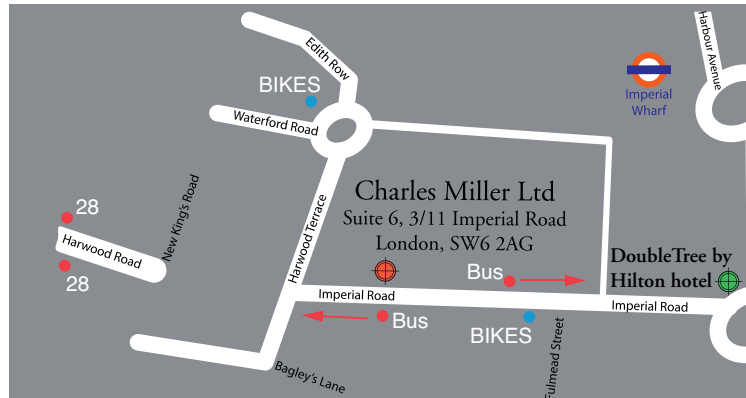 Harbour Avenue
Edith Row
BIKES
Imperial
Wharf
Waterford Road
Charles Miller Ltd
Suite 6, 3/11 Imperial Road
London, SW6 2AG
New King's Road
28
Harwood Road
28
Harwood Terrace
DoubleTree by
Hilton hotel
Bus
Imperial Road
Imperial Road
Bus
BIKES
Fulmead Street
Bagley's Lane